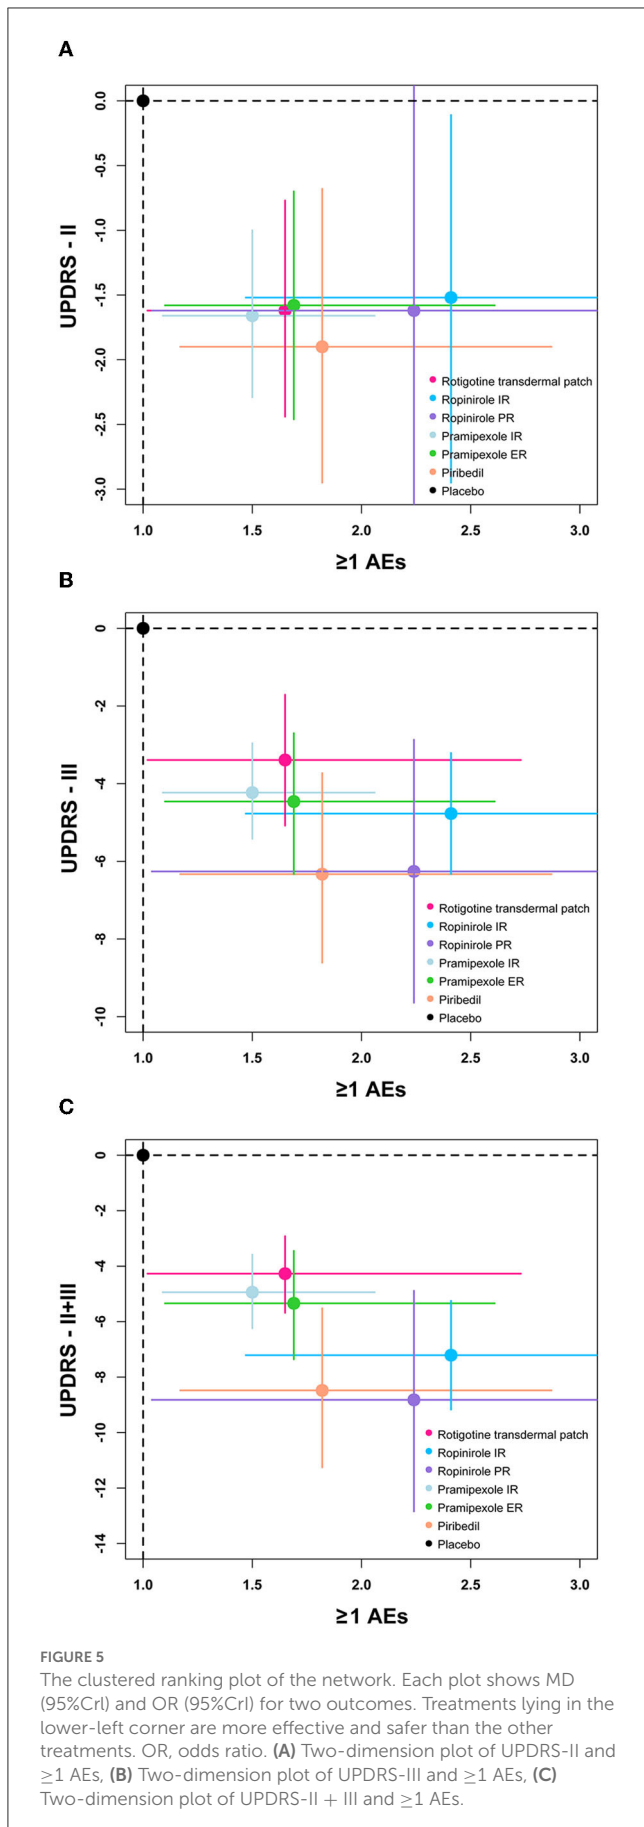 A
0.0
-0.5
-1.0
-1.5
-2.0
-2.5
-3.0
UPDRS - II
Rotigotine transdermal patch
Ropinirole IR
Ropinirole PR
Pramipexole IR
Pramipexole ER
Piribedil
Placebo
1.0 1.5 2.0 2.5 3.0
≥1 AEs
B
0
-2
-4
-6
-8
-10
UPDRS - III
Rotigotine transdermal patch
Ropinirole IR
Ropinirole PR
Pramipexole IR
Pramipexole ER
Piribedil
Placebo
1.0 1.5 2.0 2.5 3.0
≥1 AEs
C
0
-2
-4
-6
-8
-10
-12
-14
UPDRS - II+III
Rotigotine transdermal patch
Ropinirole IR
Ropinirole PR
Pramipexole IR
Pramipexole ER
Piribedil
Placebo
1.0 1.5 2.0 2.5 3.0
≥1 AEs
FIGURE 5
The clustered ranking plot of the network. Each plot shows MD
(95%CrI) and OR (95%CrI) for two outcomes. Treatments lying in the
lower-left corner are more effective and safer than the other
treatments. OR, odds ratio. (A) Two-dimension plot of UPDRS-II and
≥1 AEs, (B) Two-dimension plot of UPDRS-III and ≥1 AEs, (C)
Two-dimension plot of UPDRS-II + III and ≥1 AEs.